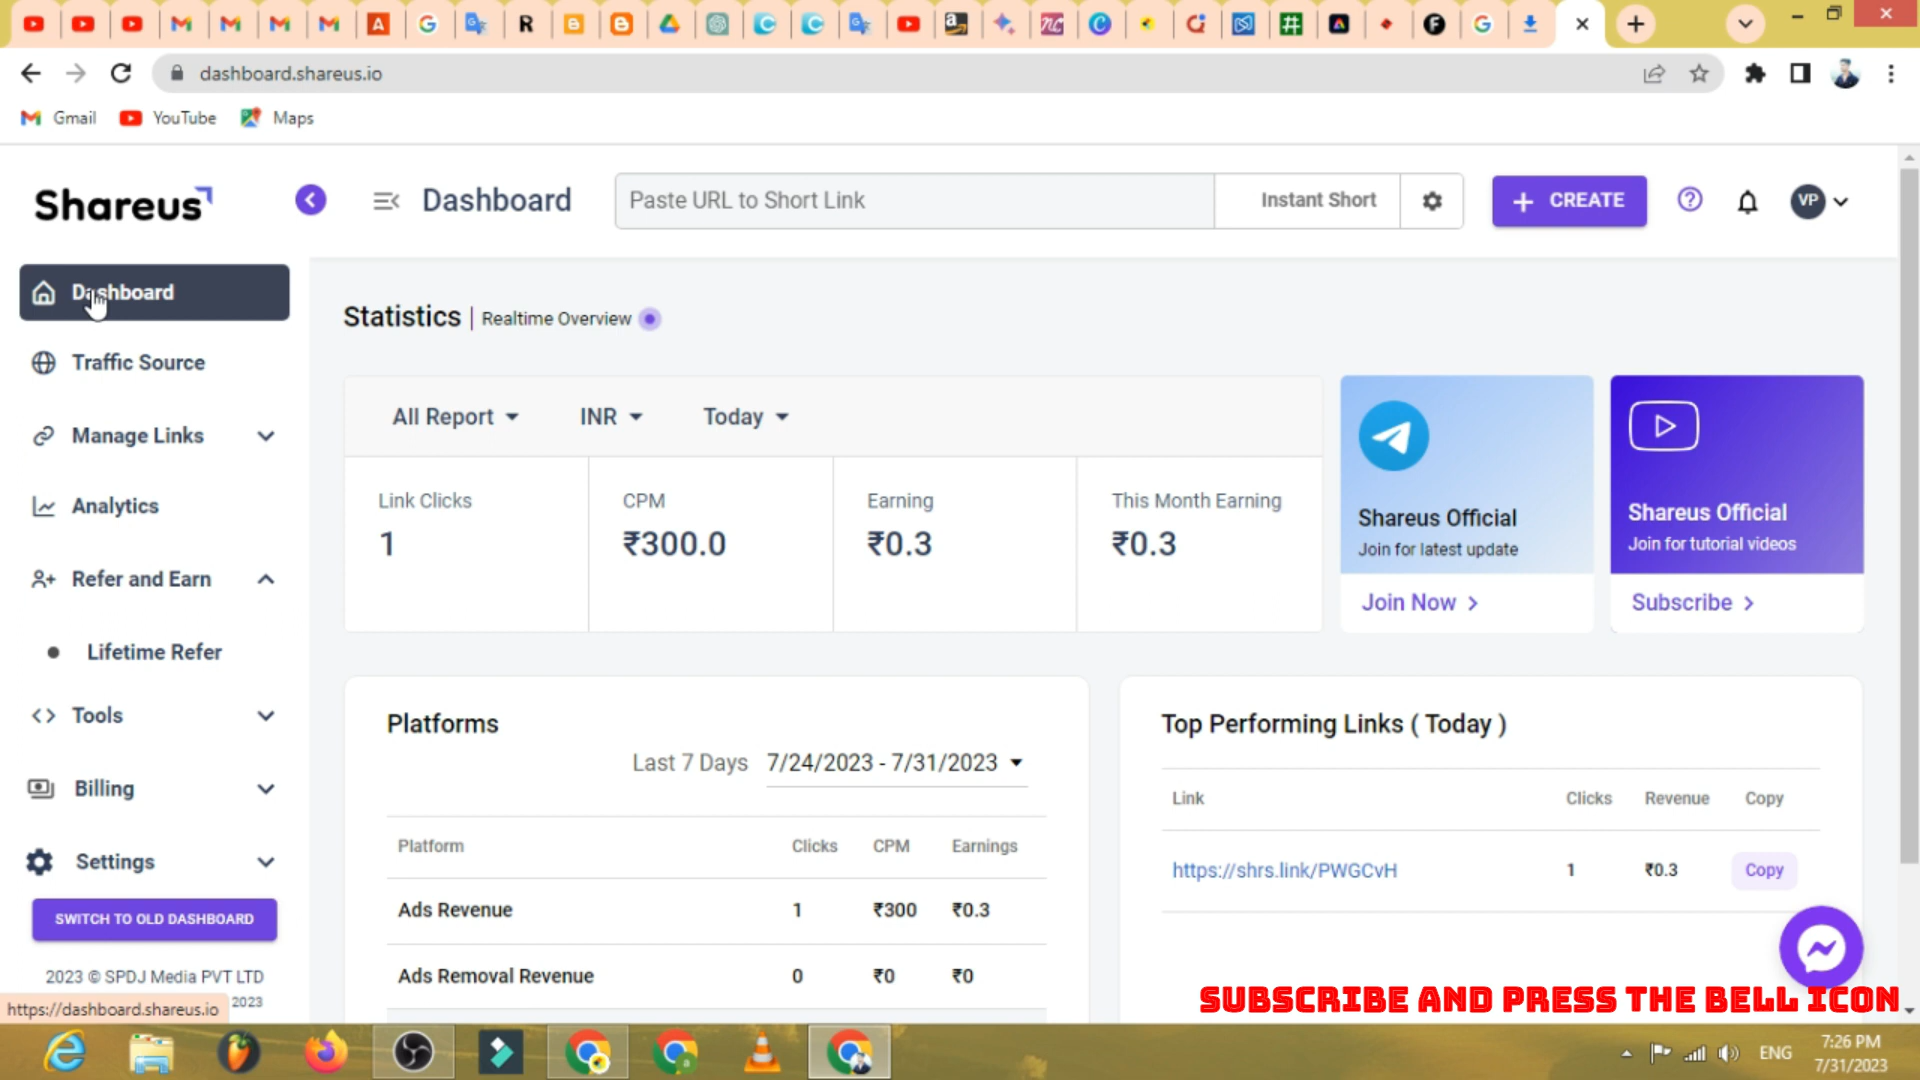 dashboard.shareus.io
Gmail YouTube Maps
Shareus
Dashboard
Paste URL to Short Link
Instant Short
+ CREATE
VP
Dashboard
Traffic Source
Manage Links
Analytics
Refer and Earn
Lifetime Refer
Tools
Billing
Settings
SWITCH TO OLD DASHBOARD
2023 © SPDJ Media PVT LTD
2023
https://dashboard.shareus.io
Statistics | Realtime Overview
All Report INR Today
Link Clicks CPM Earning This Month Earning
1 ₹300.0 ₹0.3 ₹0.3
Shareus Official
Join for latest update
Join Now >
Shareus Official
Join for tutorial videos
Subscribe >
Platforms
Last 7 Days 7/24/2023 - 7/31/2023
Platform Clicks CPM Earnings
Ads Revenue 1 ₹300 ₹0.3
Ads Removal Revenue 0 ₹0 ₹0
Top Performing Links ( Today )
Link Clicks Revenue Copy
https://shrs.link/PWGCvH 1 ₹0.3 Copy
SUBSCRIBE AND PRESS THE BELL ICON
ENG
7:26 PM
7/31/2023